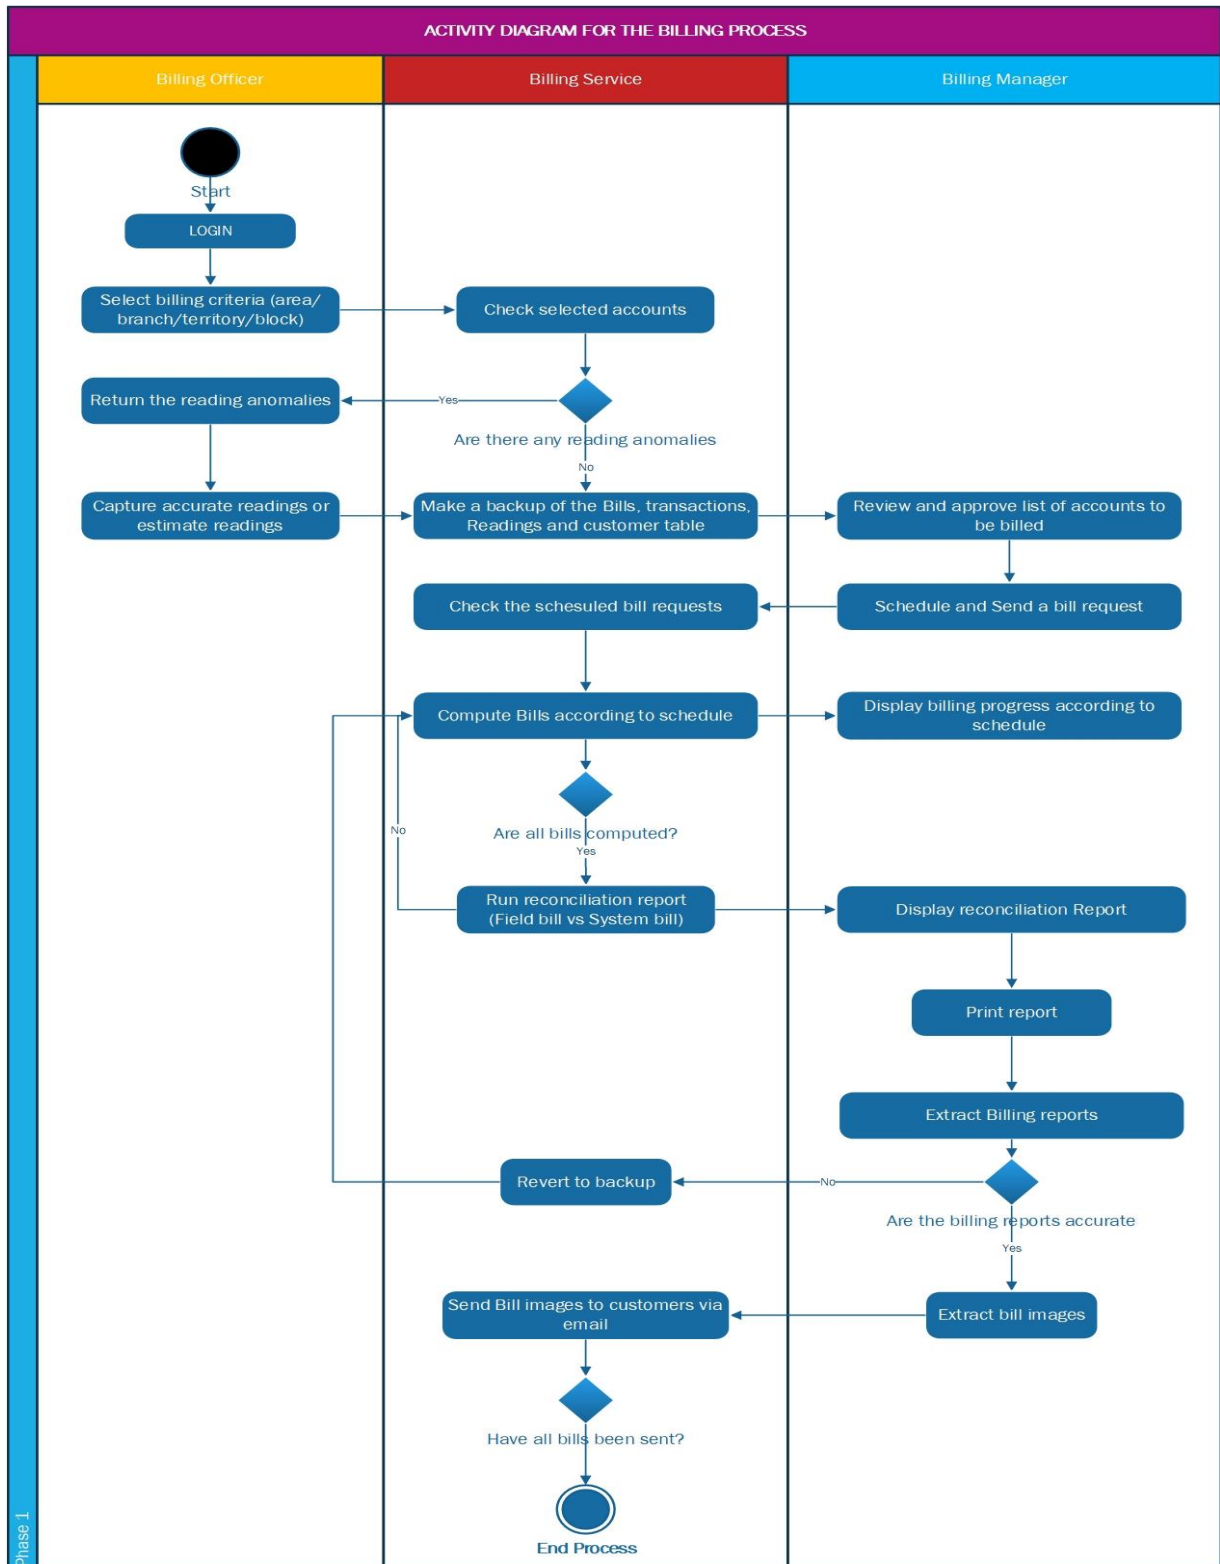 ACTIVITY DIAGRAM FOR THE BILLING PROCESS
Billing Officer
Billing Service
Billing Manager
Start
LOGIN
Select billing criteria (area/
branch/territory/block)
Check selected accounts
Return the reading anomalies
Yes
Are there any reading anomalies
No
Capture accurate readings or
estimate readings
Make a backup of the Bills, transactions,
Readings and customer table
Review and approve list of accounts to
be billed
Check the schesuled bill requests
Schedule and Send a bill request
Compute Bills according to schedule
Display billing progress according to
schedule
No
Are all bills computed?
Yes
Run reconciliation report
(Field bill vs System bill)
Display reconciliation Report
Print report
Extract Billing reports
Revert to backup
No
Are the billing reports accurate
Yes
Send Bill images to customers via
email
Extract bill images
Have all bills been sent?
End Process
Phase 1